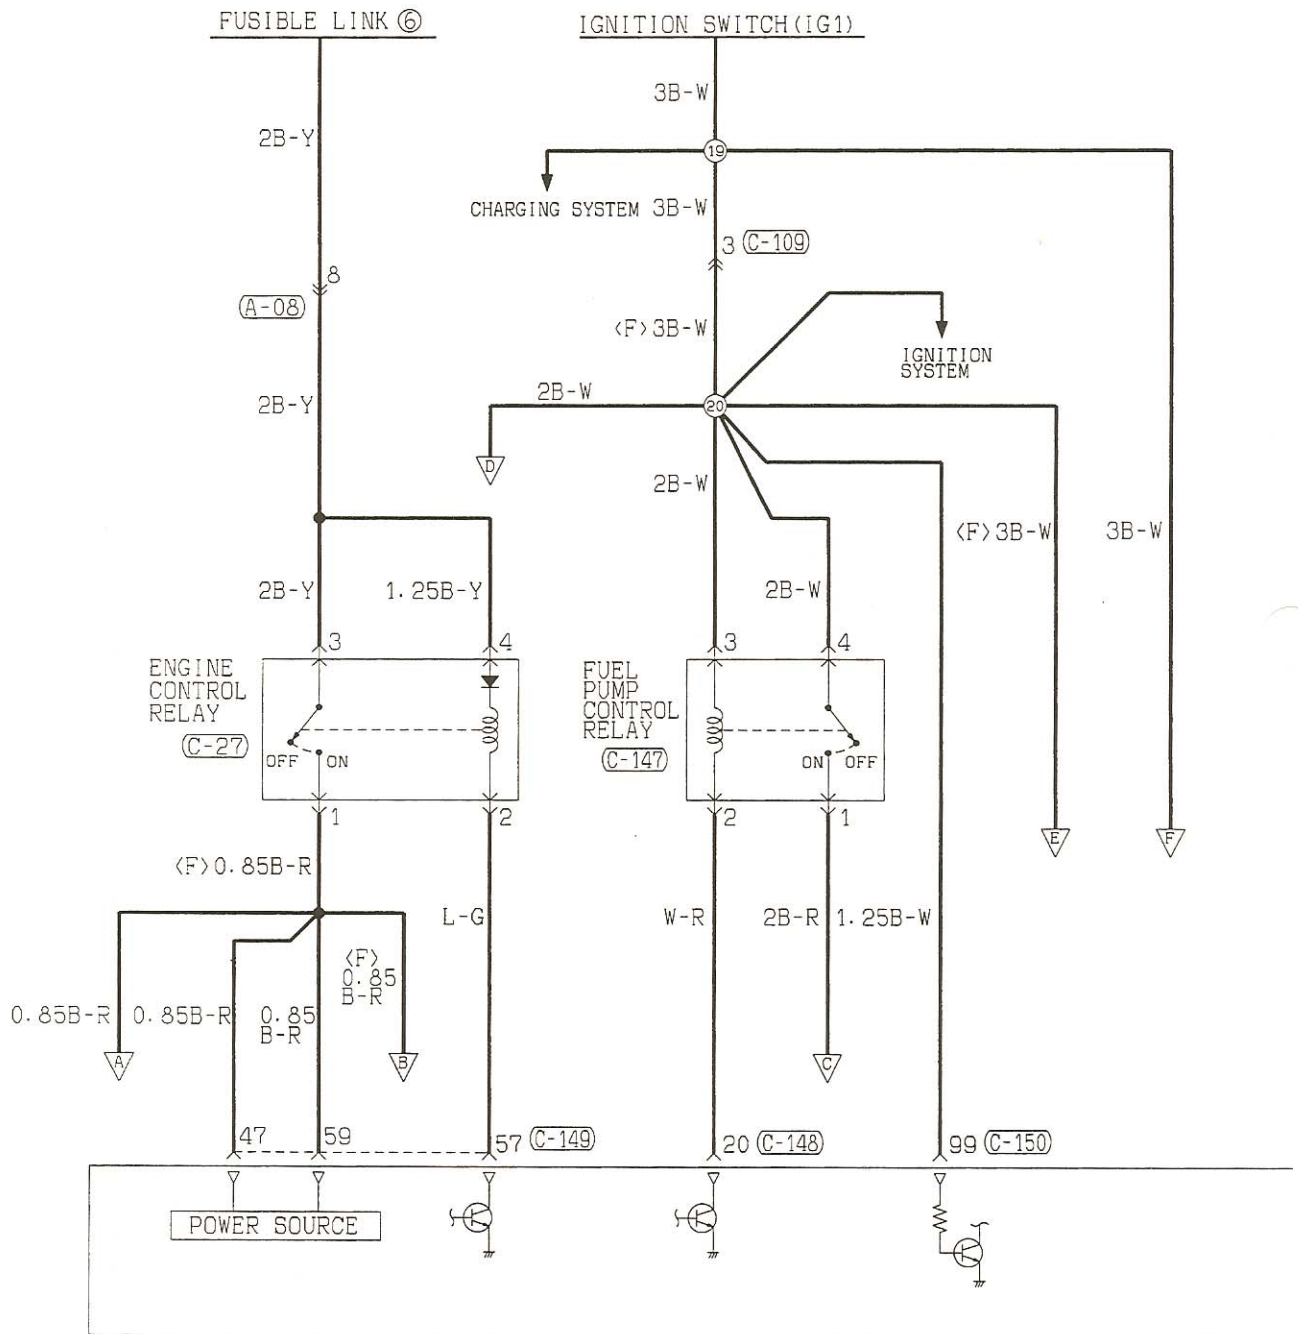 FUSIBLE LINK ⑥
IGNITION SWITCH(IG1)
3B-W
2B-Y
19
CHARGING SYSTEM
3B-W
3
C-109
8
A-08
<F>3B-W
IGNITION
SYSTEM
2B-W
20
2B-Y
D
2B-W
<F>3B-W
3B-W
2B-Y
1.25B-Y
2B-W
3
4
3
4
ENGINE
CONTROL
RELAY
C-27
OFF
ON
FUEL
PUMP
CONTROL
RELAY
C-147
ON
OFF
1
2
2
1
E
F
<F>0.85B-R
L-G
W-R
2B-R
1.25B-W
<F>
0.85
B-R
0.85B-R
0.85B-R
0.85
B-R
A
B
C
47
59
57
C-149
20
C-148
99
C-150
POWER SOURCE